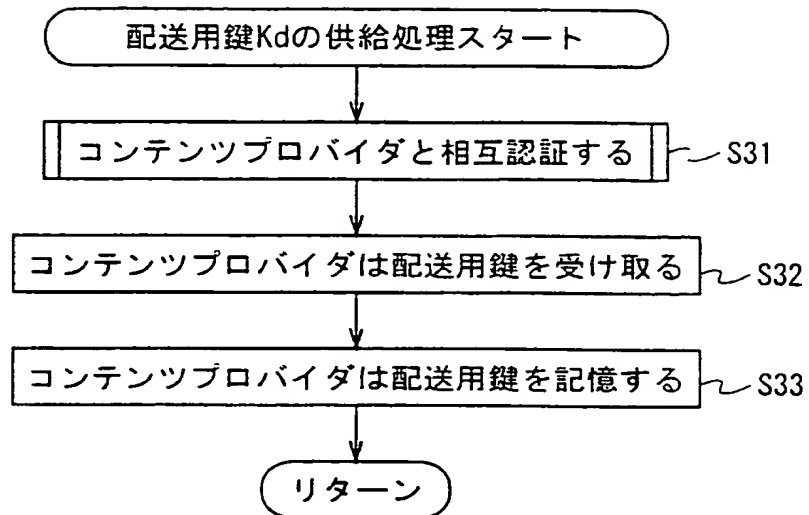 配送用鍵Kdの供給処理スタート
コンテンツプロバイダと相互認証する
S31
コンテンツプロバイダは配送用鍵を受け取る
S32
コンテンツプロバイダは配送用鍵を記憶する
S33
リターン